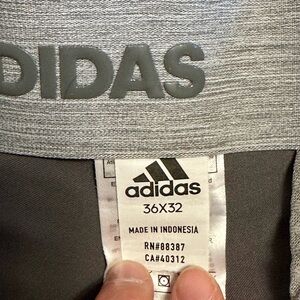 DIDAS
adidas
36X32
MADE IN INDONESIA
RN#88387
CA#40312